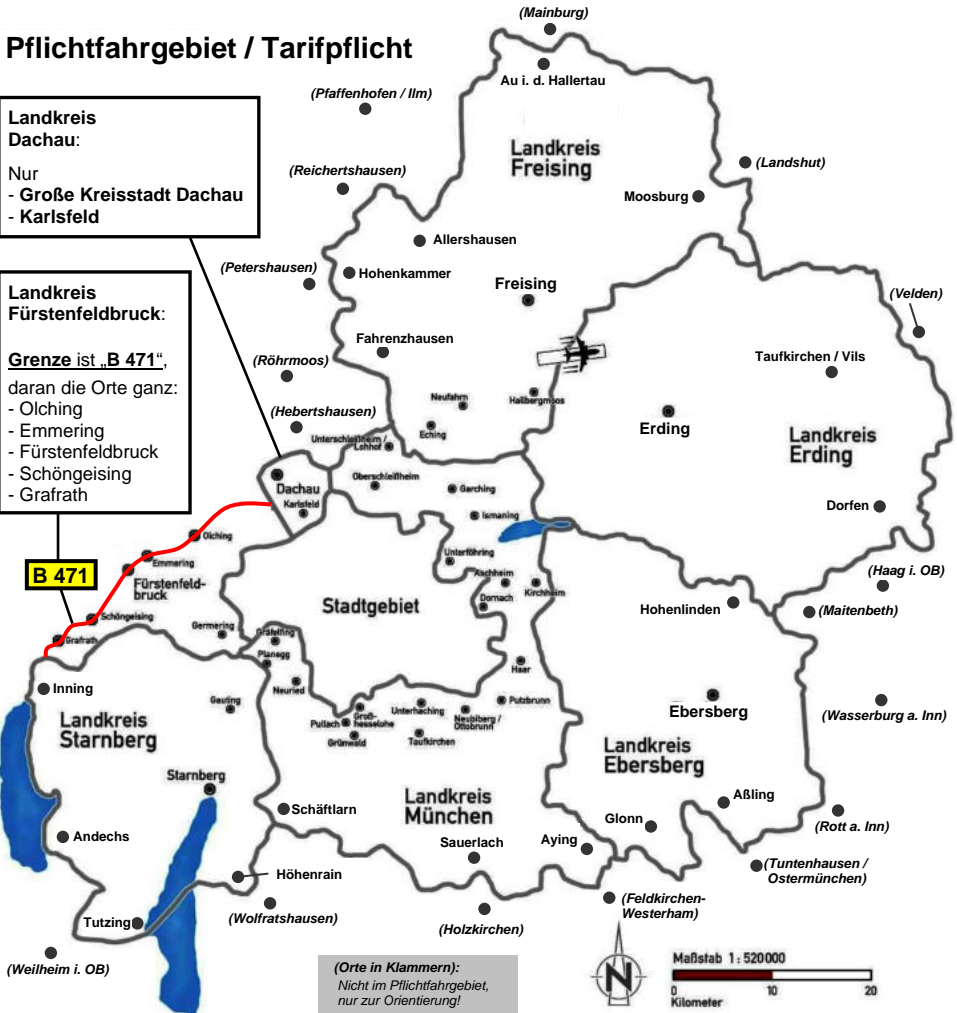 Pflichtfahrgebiet / Tarifpflicht
Landkreis
Dachau:
Nur
- Große Kreisstadt Dachau
- Karlsfeld
Landkreis
Fürstenfeldbruck:
Grenze ist „B 471“,
daran die Orte ganz:
- Olching
- Emmering
- Fürstenfeldbruck
- Schöngeising
- Grafrath
B 471
(Mainburg)
Au i. d. Hallertau
(Pfaffenhofen / Ilm)
Landkreis
Freising
(Landshut)
(Reichertshausen)
Moosburg
Allershausen
(Petershausen)
Hohenkammer
Freising
(Velden)
Fahrenzhausen
(Röhrmoos)
Taufkirchen / Vils
Neufahrn
Hallbergmoos
(Hebertshausen)
Eching
Erding
Landkreis
Erding
Unterschleißheim /
Lohhof
Oberschleißheim
Dachau
Garching
Karlsfeld
Ismaning
Dorfen
Olching
Unterföhring
Emmering
Aschheim
Kirchheim
(Haag i. OB)
Fürstenfeld-
bruck
Dornach
Stadtgebiet
Hohenlinden
(Maitenbeth)
Schöngeising
Germering
Gräfelfing
Grafrath
Planegg
Haar
Inning
Neuried
Putzbrunn
Gauting
Landkreis
Starnberg
Pullach
Groß-
hesselohe
Unterhaching
Neubiberg /
Ottobrunn
Grünwald
Taufkirchen
Ebersberg
(Wasserburg a. Inn)
Landkreis
Ebersberg
Starnberg
Schäftlarn
Landkreis
München
Aßling
Glonn
(Rott a. Inn)
Andechs
Sauerlach
Aying
Höhenrain
(Tuntenhausen /
Ostermünchen)
Tutzing
(Wolfratshausen)
(Holzkirchen)
(Feldkirchen-
Westerham)
(Weilheim i. OB)
(Orte in Klammern):
Nicht im Pflichtfahrgebiet,
nur zur Orientierung!
N
Maßstab 1 : 520000
0 10 20
Kilometer